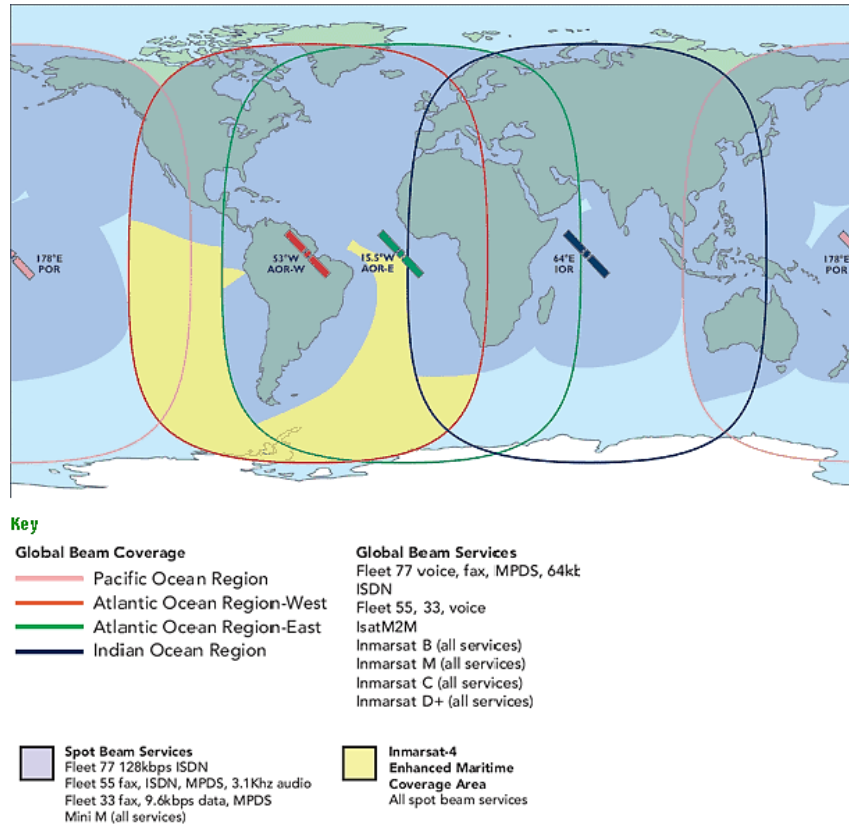 178°E
POR
53°W
AOR-W
15.5°W
AOR-E
64°E
IOR
178°E
POR
Key
Global Beam Coverage
Pacific Ocean Region
Atlantic Ocean Region-West
Atlantic Ocean Region-East
Indian Ocean Region
Global Beam Services
Fleet 77 voice, fax, MPDS, 64kb
ISDN
Fleet 55, 33, voice
IsatM2M
Inmarsat B (all services)
Inmarsat M (all services)
Inmarsat C (all services)
Inmarsat D+ (all services)
Spot Beam Services
Fleet 77 128kbps ISDN
Fleet 55 fax, ISDN, MPDS, 3.1Khz audio
Fleet 33 fax, 9.6kbps data, MPDS
Mini M (all services)
Inmarsat-4
Enhanced Maritime
Coverage Area
All spot beam services